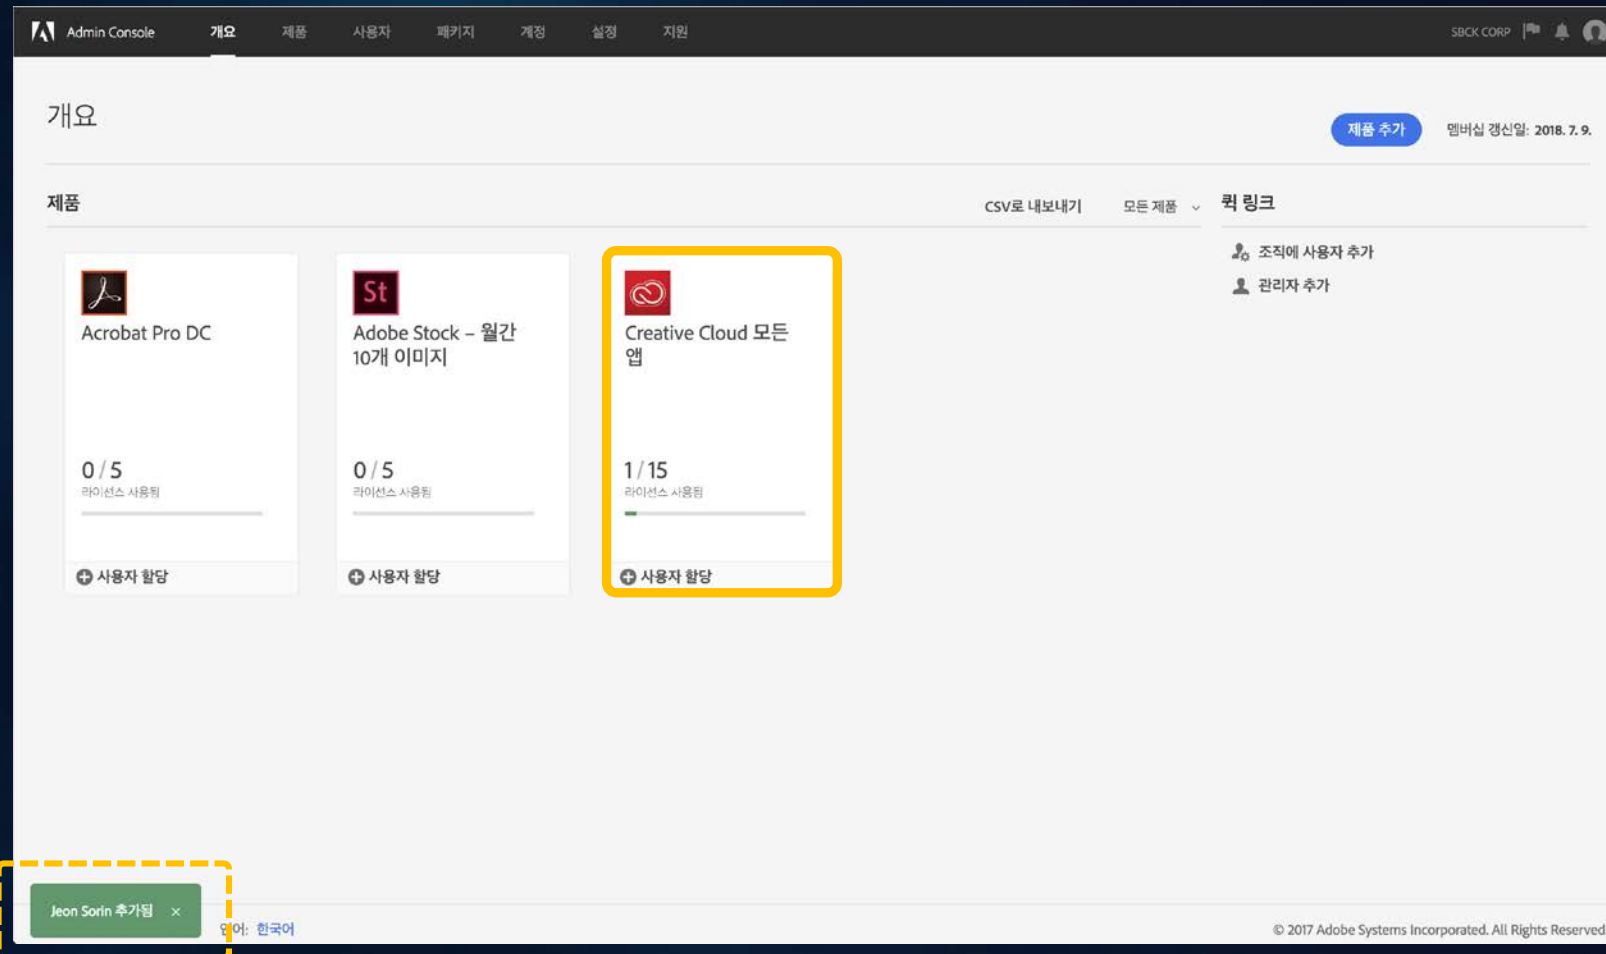 Admin Console 개요 제품 사용자 패키지 계정 설정 지원 SBCK CORP
개요
제품 추가 멤버십 갱신일: 2018. 7. 9.
제품 CSV로 내보내기 모든 제품 퀵 링크
조직에 사용자 추가
관리자 추가
Acrobat Pro DC
0/5
라이선스 사용됨
사용자 할당
St
Adobe Stock – 월간
10개 이미지
0/5
라이선스 사용됨
사용자 할당
Creative Cloud 모든
앱
1/15
라이선스 사용됨
사용자 할당
Jeon Sorin 추가됨 ×
언어: 한국어
© 2017 Adobe Systems Incorporated. All Rights Reserved.